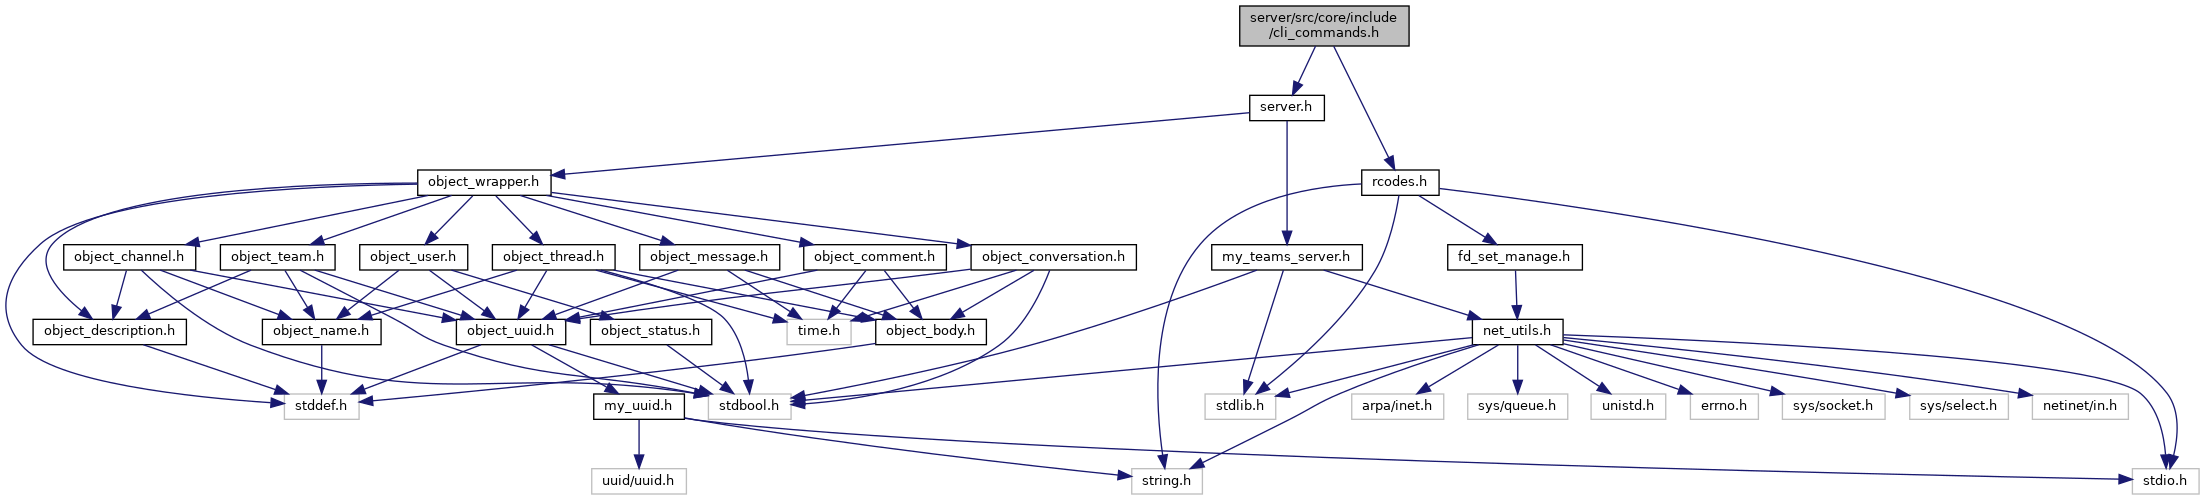 server/src/core/include
/cli_commands.h
server.h
object_wrapper.h
rcodes.h
object_channel.h
object_team.h
object_user.h
object_thread.h
object_message.h
object_comment.h
object_conversation.h
my_teams_server.h
fd_set_manage.h
object_description.h
object_name.h
object_uuid.h
object_status.h
time.h
object_body.h
net_utils.h
stddef.h
my_uuid.h
stdbool.h
stdlib.h
arpa/inet.h
sys/queue.h
unistd.h
errno.h
sys/socket.h
sys/select.h
netinet/in.h
uuid/uuid.h
string.h
stdio.h